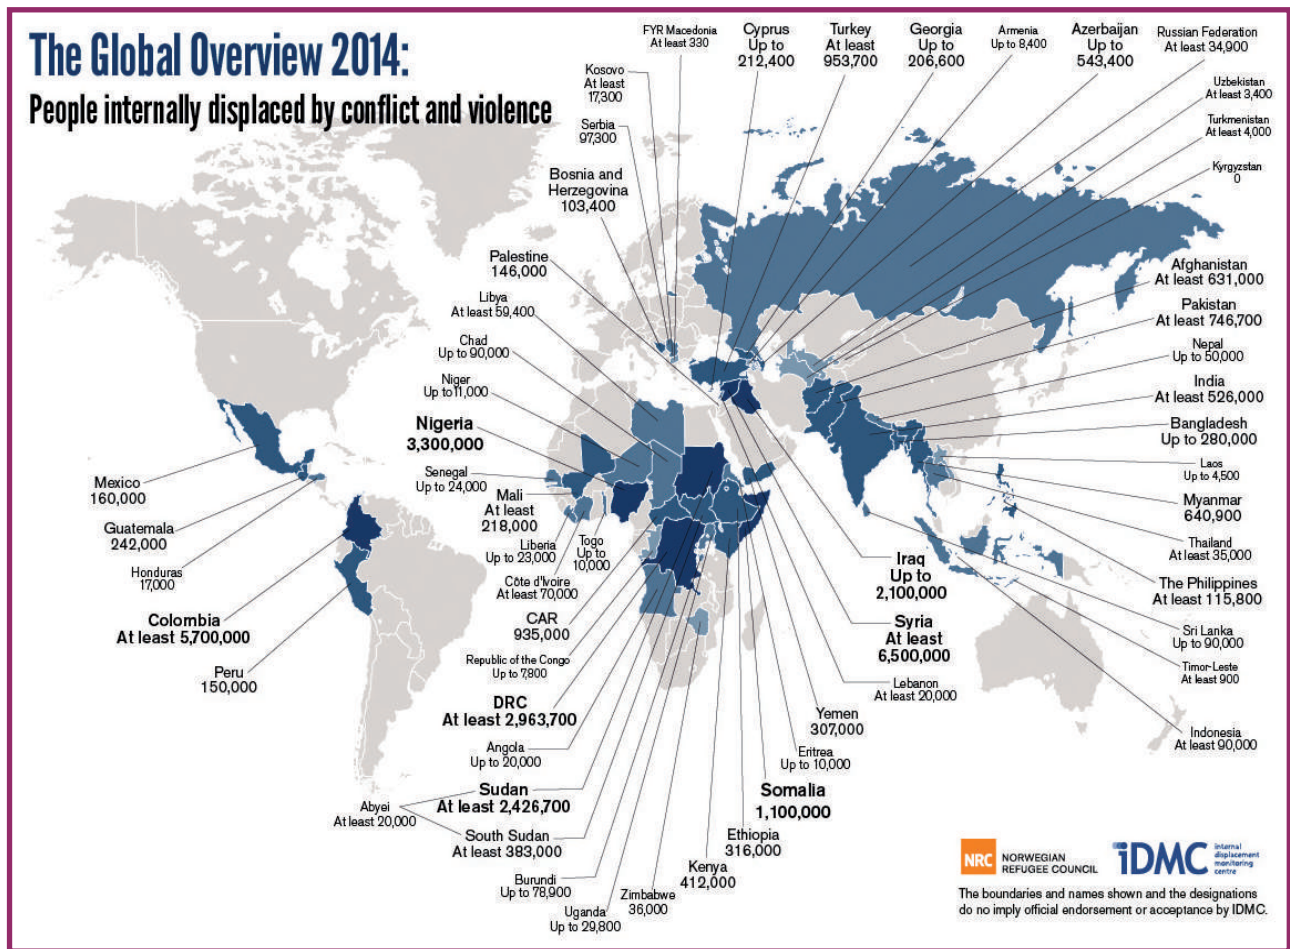 The Global Overview 2014:
People internally displaced by conflict and violence
FYR Macedonia
At least 330
Cyprus
Up to
212,400
Turkey
At least
953,700
Georgia
Up to
206,600
Armenia
Up to 8,400
Azerbaijan
Up to
543,400
Russian Federation
At least 34,900
Kosovo
At least
17,300
Uzbekistan
At least 3,400
Serbia
97,300
Turkmenistan
At least 4,000
Kyrgyzstan
0
Bosnia and
Herzegovina
103,400
Palestine
146,000
Afghanistan
At least 631,000
Libya
At least 59,400
Pakistan
At least 746,700
Chad
Up to 90,000
Nepal
Up to 50,000
Niger
Up to 11,000
India
At least 526,000
Nigeria
3,300,000
Bangladesh
Up to 280,000
Senegal
Up to 24,000
Laos
Up to 4,500
Mexico
160,000
Mali
At least
218,000
Myanmar
640,900
Guatemala
242,000
Liberia
Up to 23,000
Togo
Up to
10,000
Thailand
At least 35,000
Honduras
17,000
Côte d'Ivoire
At least 70,000
Iraq
Up to
2,100,000
The Philippines
At least 115,800
Colombia
At least 5,700,000
CAR
935,000
Syria
At least
6,500,000
Sri Lanka
Up to 90,000
Peru
150,000
Republic of the Congo
Up to 7,800
Timor-Leste
At least 900
Lebanon
At least 20,000
DRC
At least 2,963,700
Yemen
307,000
Indonesia
At least 90,000
Angola
Up to 20,000
Eritrea
Up to 10,000
Sudan
At least 2,426,700
Somalia
1,100,000
Abyei
At least 20,000
South Sudan
At least 383,000
Ethiopia
316,000
Kenya
412,000
Burundi
Up to 78,900
Zimbabwe
36,000
Uganda
Up to 29,800
NRC
NORWEGIAN
REFUGEE COUNCIL
iDMC
internal
displacement
monitoring
centre
The boundaries and names shown and the designations
do no imply official endorsement or acceptance by IDMC.